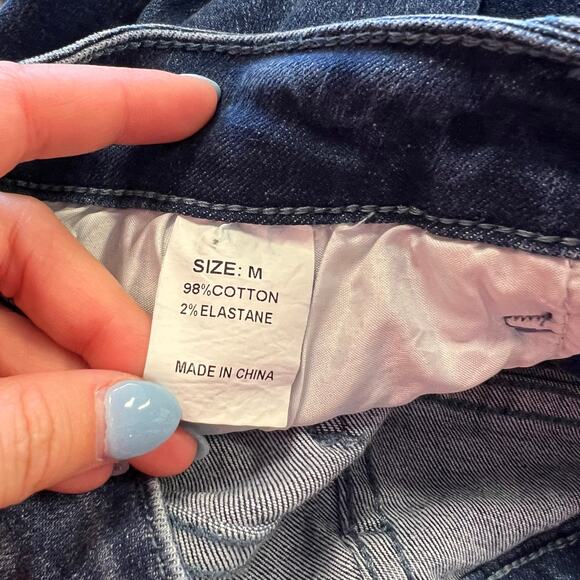 SIZE: M
98%COTTON
2%ELASTANE
MADE IN CHINA